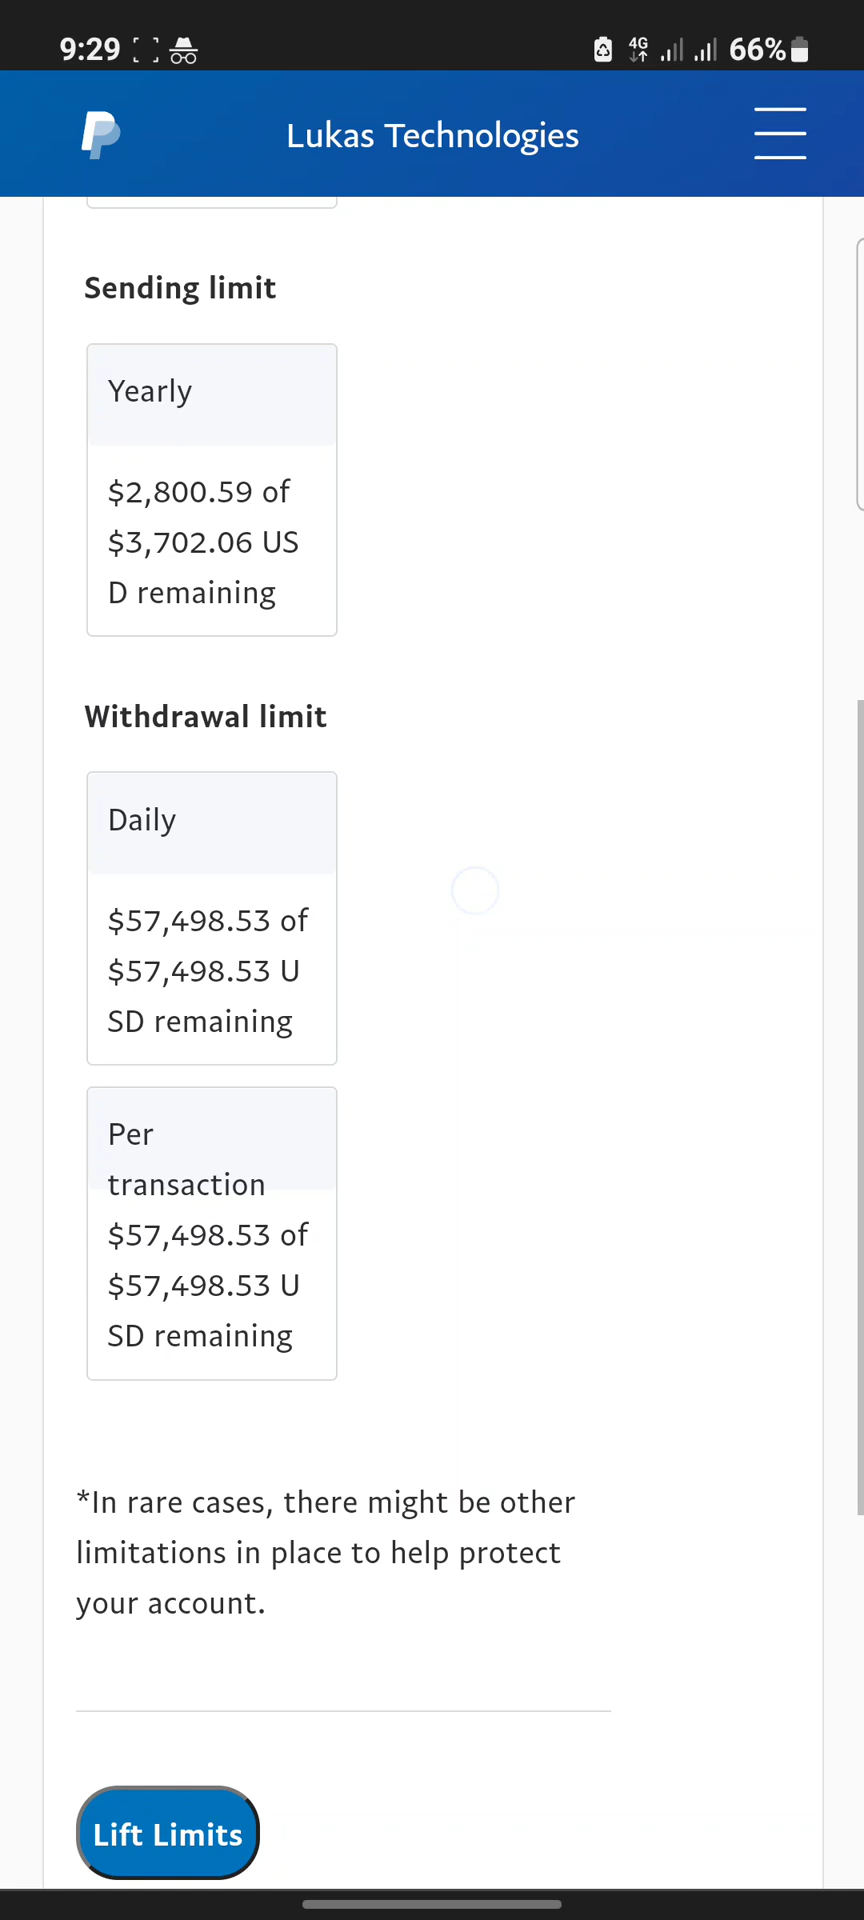 9:29
4G
66%
Lukas Technologies
Sending limit
Yearly
$2,800.59 of
$3,702.06 US
D remaining
Withdrawal limit
Daily
$57,498.53 of
$57,498.53 U
SD remaining
Per
transaction
$57,498.53 of
$57,498.53 U
SD remaining
*In rare cases, there might be other
limitations in place to help protect
your account.
Lift Limits